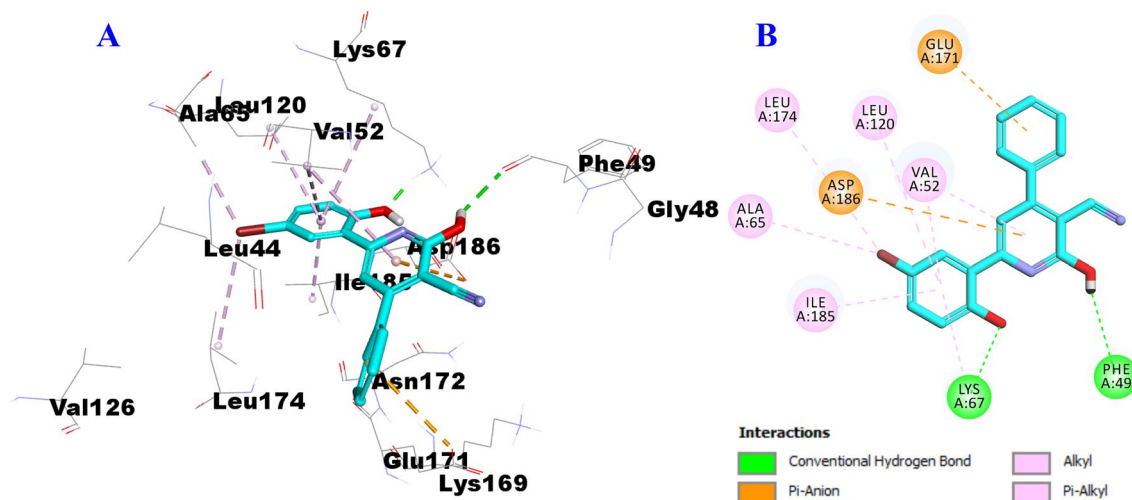 A
Lys67
Ala65
Leu120
Val52
Phe49
Gly48
Leu44
Asp186
Ile185
Asn172
Val126
Leu174
Glu171
Lys169
B
GLU
A:171
LEU
A:174
LEU
A:120
ASP
A:186
VAL
A:52
ALA
A:65
ILE
A:185
LYS
A:67
PHE
A:49
Interactions
Conventional Hydrogen Bond
Pi-Anion
Alkyl
Pi-Alkyl